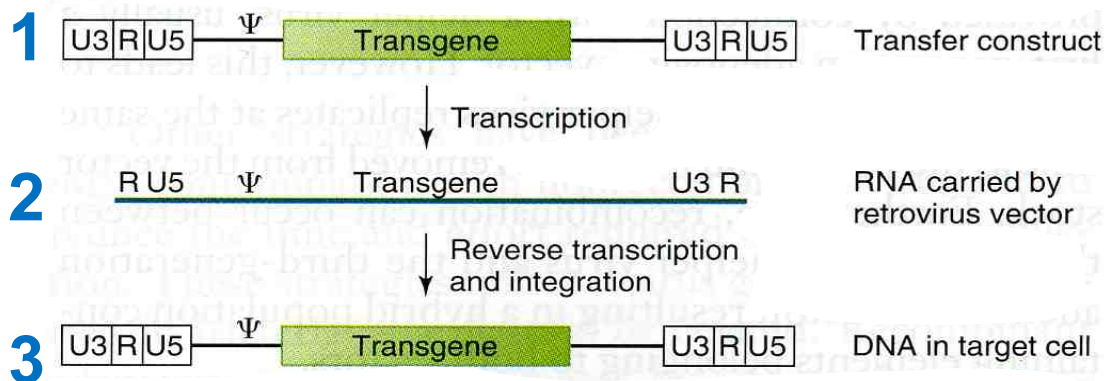 1 U3 R U5 Ψ Transgene U3 R U5 Transfer construct
Transcription
2 R U5 Ψ Transgene U3 R RNA carried by
retrovirus vector
Reverse transcription
and integration
3 U3 R U5 Ψ Transgene U3 R U5 DNA in target cell